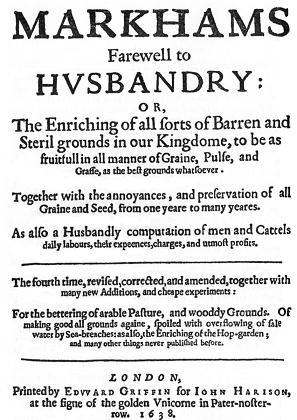 MARKHAMS
Farewell to
HVSBANDRY:
OR,
The Enriching of all sorts of Barren and
Steril grounds in our Kingdome, to be as
fruitfull in all manner of Graine, Pulse, and
Grasse, as the best grounds whatsoever.
Together with the annoyances, and preservation of all
Graine and Seed, from one yeare to many yeares.
As also a Husbandly computation of men and Cattels
daily labours, their expences, charges, and utmost profits.
The fourth time, revised, corrected, and amended, together with
many new Additions, and cheape experiments:
For the bettering of arable Pasture, and wooddy Grounds. Of
making good all grounds againe, spoiled with overflowing of salt
water by Sea-breaches: as also, the Enriching of the Hop-garden;
and many other things never published before.
LONDON,
Printed by EDVVARD GRIFFIN for IOHN HARISON,
at the signe of the golden Vnicorne in Pater-noster-
row. 1638.